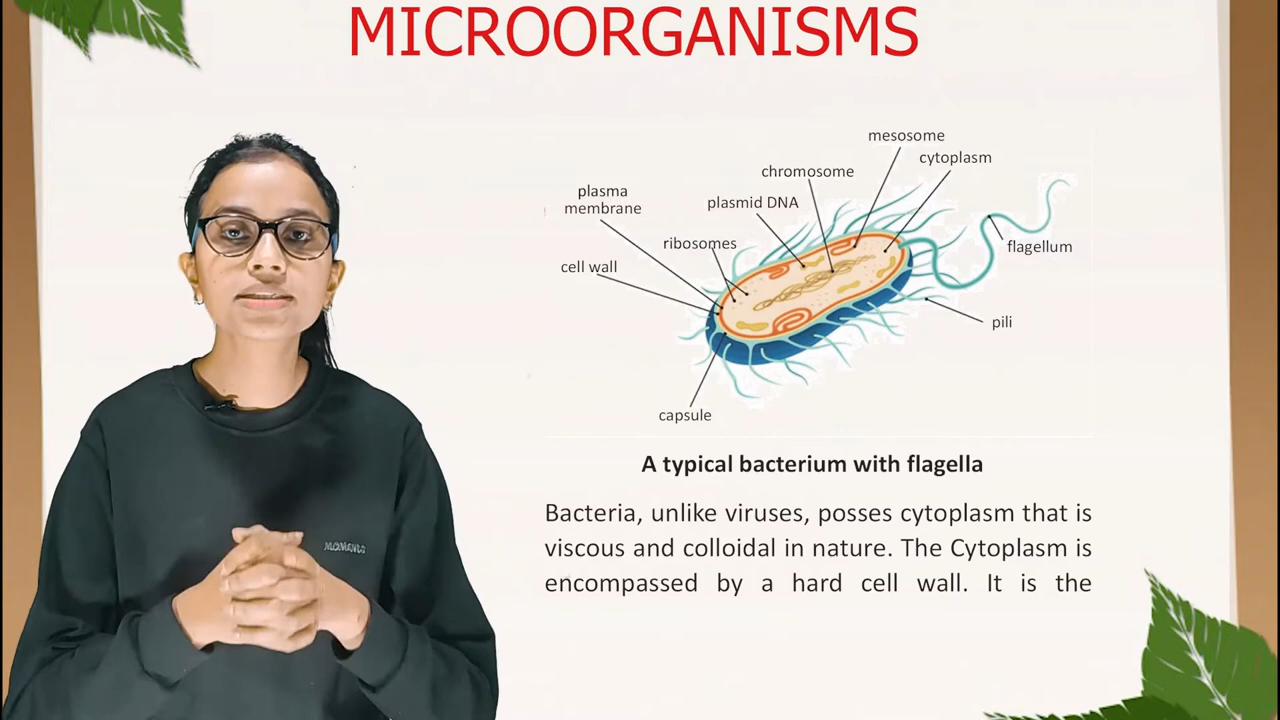 MICROORGANISMS
mesosome
cytoplasm
chromosome
plasma
membrane
plasmid DNA
ribosomes
flagellum
cell wall
pili
capsule
A typical bacterium with flagella
Bacteria, unlike viruses, posses cytoplasm that is
viscous and colloidal in nature. The Cytoplasm is
encompassed by a hard cell wall. It is the